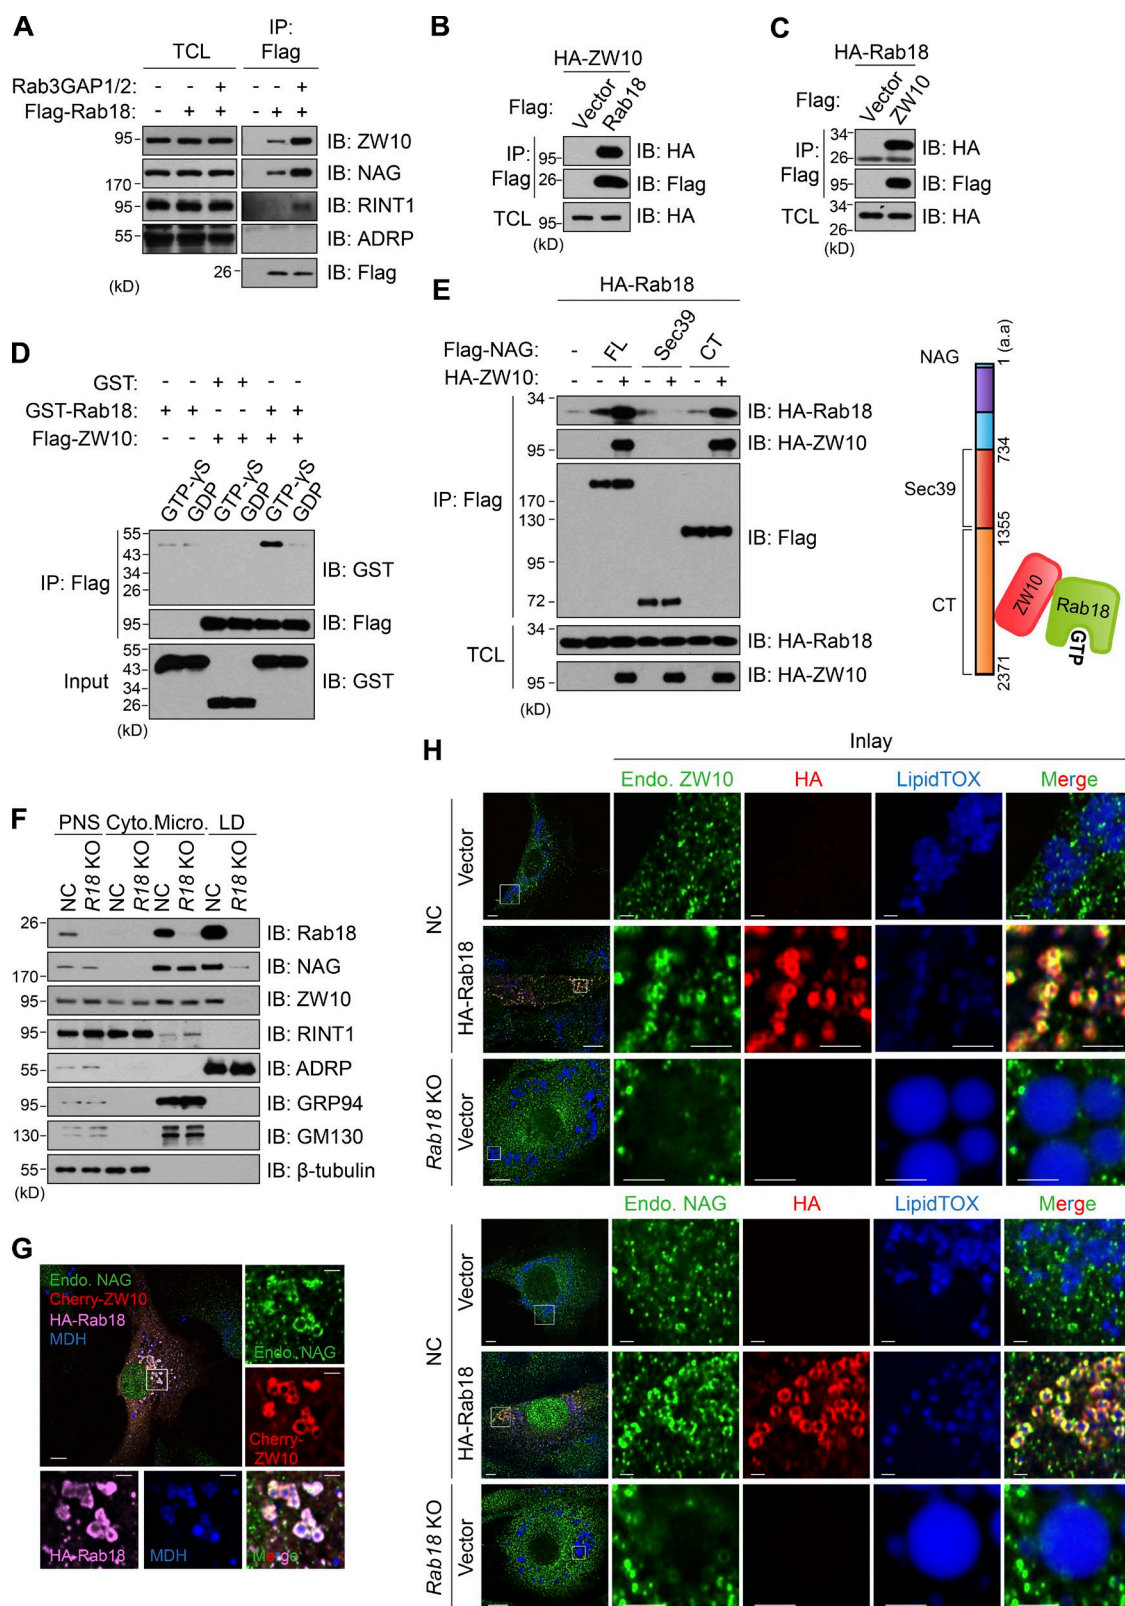 A
TCL
IP:
Flag
Rab3GAP1/2: - - + - - +
Flag-Rab18: - + + - + +
95
IB: ZW10
170
IB: NAG
95
IB: RINT1
55
IB: ADRP
26
IB: Flag
(kD)
B
HA-ZW10
Flag:
Vector
Rab18
IP:
Flag
95
IB: HA
26
IB: Flag
TCL
95
IB: HA
(kD)
C
HA-Rab18
Flag:
Vector
ZW10
IP:
Flag
34
26
IB: HA
95
IB: Flag
TCL
34
26
IB: HA
(kD)
D
GST: - - + + - -
GST-Rab18: + + - - + +
Flag-ZW10: - - + + + +
GTP-γS
GDP
GTP-γS
GDP
GTP-γS
GDP
IP: Flag
55
43
34
26
IB: GST
95
IB: Flag
Input
55
43
34
26
IB: GST
(kD)
E
HA-Rab18
Flag-NAG: - FL Sec39 CT
HA-ZW10: - - + - + - +
IP: Flag
34
IB: HA-Rab18
95
IB: HA-ZW10
170
130
95
72
IB: Flag
TCL
34
IB: HA-Rab18
95
IB: HA-ZW10
(kD)
NAG
1 (a.a)
734
Sec39
1355
CT
2371
ZW10
Rab18
GTP
F
PNS Cyto. Micro. LD
NC
R18 KO
NC
R18 KO
NC
R18 KO
NC
R18 KO
26
IB: Rab18
170
IB: NAG
95
IB: ZW10
95
IB: RINT1
55
IB: ADRP
95
IB: GRP94
130
IB: GM130
55
IB: β-tubulin
(kD)
G
Endo. NAG
Cherry-ZW10
HA-Rab18
MDH
Endo. NAG
Cherry-
ZW10
HA-Rab18
MDH
Merge
H
Inlay
Endo. ZW10
HA
LipidTOX
Merge
NC
Vector
HA-Rab18
Rab18 KO
Vector
Endo. NAG
HA
LipidTOX
Merge
NC
Vector
HA-Rab18
Rab18 KO
Vector